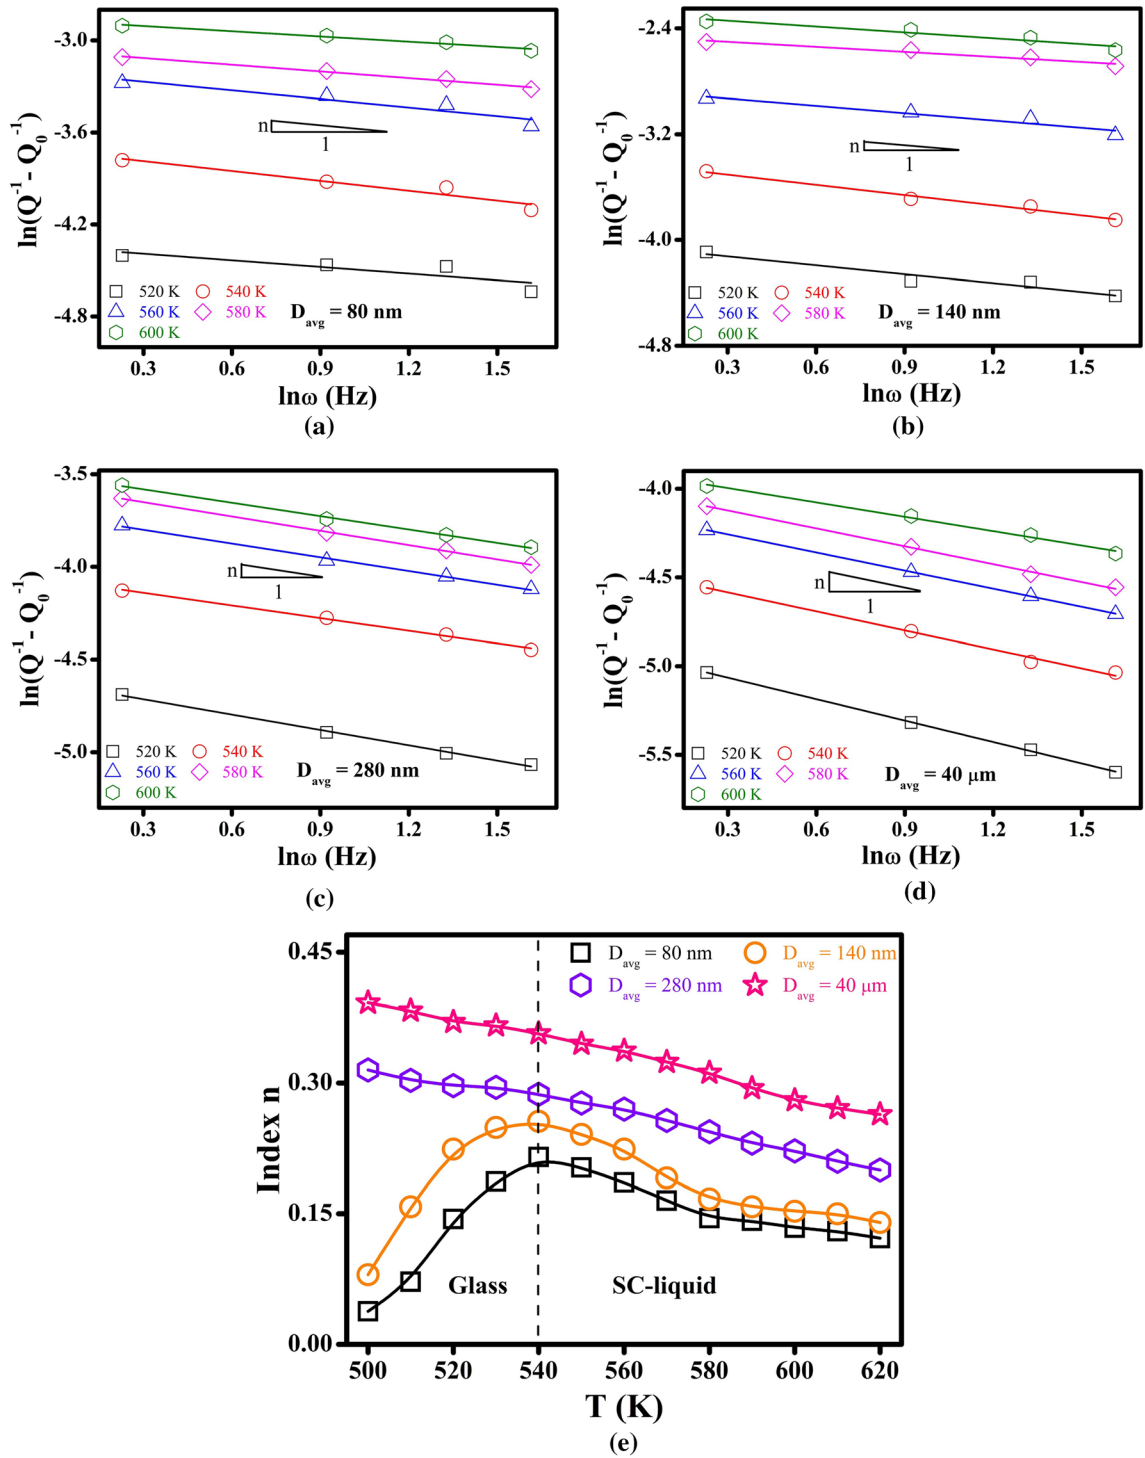 -3.0
-3.6
-4.2
-4.8
ln(Q⁻¹ - Q₀⁻¹)
n
1
520 K 540 K
560 K 580 K
600 K
D_avg = 80 nm
0.3 0.6 0.9 1.2 1.5
lnω (Hz)
(a)
-2.4
-3.2
-4.0
-4.8
ln(Q⁻¹ - Q₀⁻¹)
n
1
520 K 540 K
560 K 580 K
600 K
D_avg = 140 nm
0.3 0.6 0.9 1.2 1.5
lnω (Hz)
(b)
-3.5
-4.0
-4.5
-5.0
ln(Q⁻¹ - Q₀⁻¹)
n
1
520 K 540 K
560 K 580 K
600 K
D_avg = 280 nm
0.3 0.6 0.9 1.2 1.5
lnω (Hz)
(c)
-4.0
-4.5
-5.0
-5.5
ln(Q⁻¹ - Q₀⁻¹)
n
1
520 K 540 K
560 K 580 K
600 K
D_avg = 40 μm
0.3 0.6 0.9 1.2 1.5
lnω (Hz)
(d)
0.45
0.30
0.15
0.00
Index n
D_avg = 80 nm D_avg = 140 nm
D_avg = 280 nm D_avg = 40 μm
Glass SC-liquid
500 520 540 560 580 600 620
T (K)
(e)